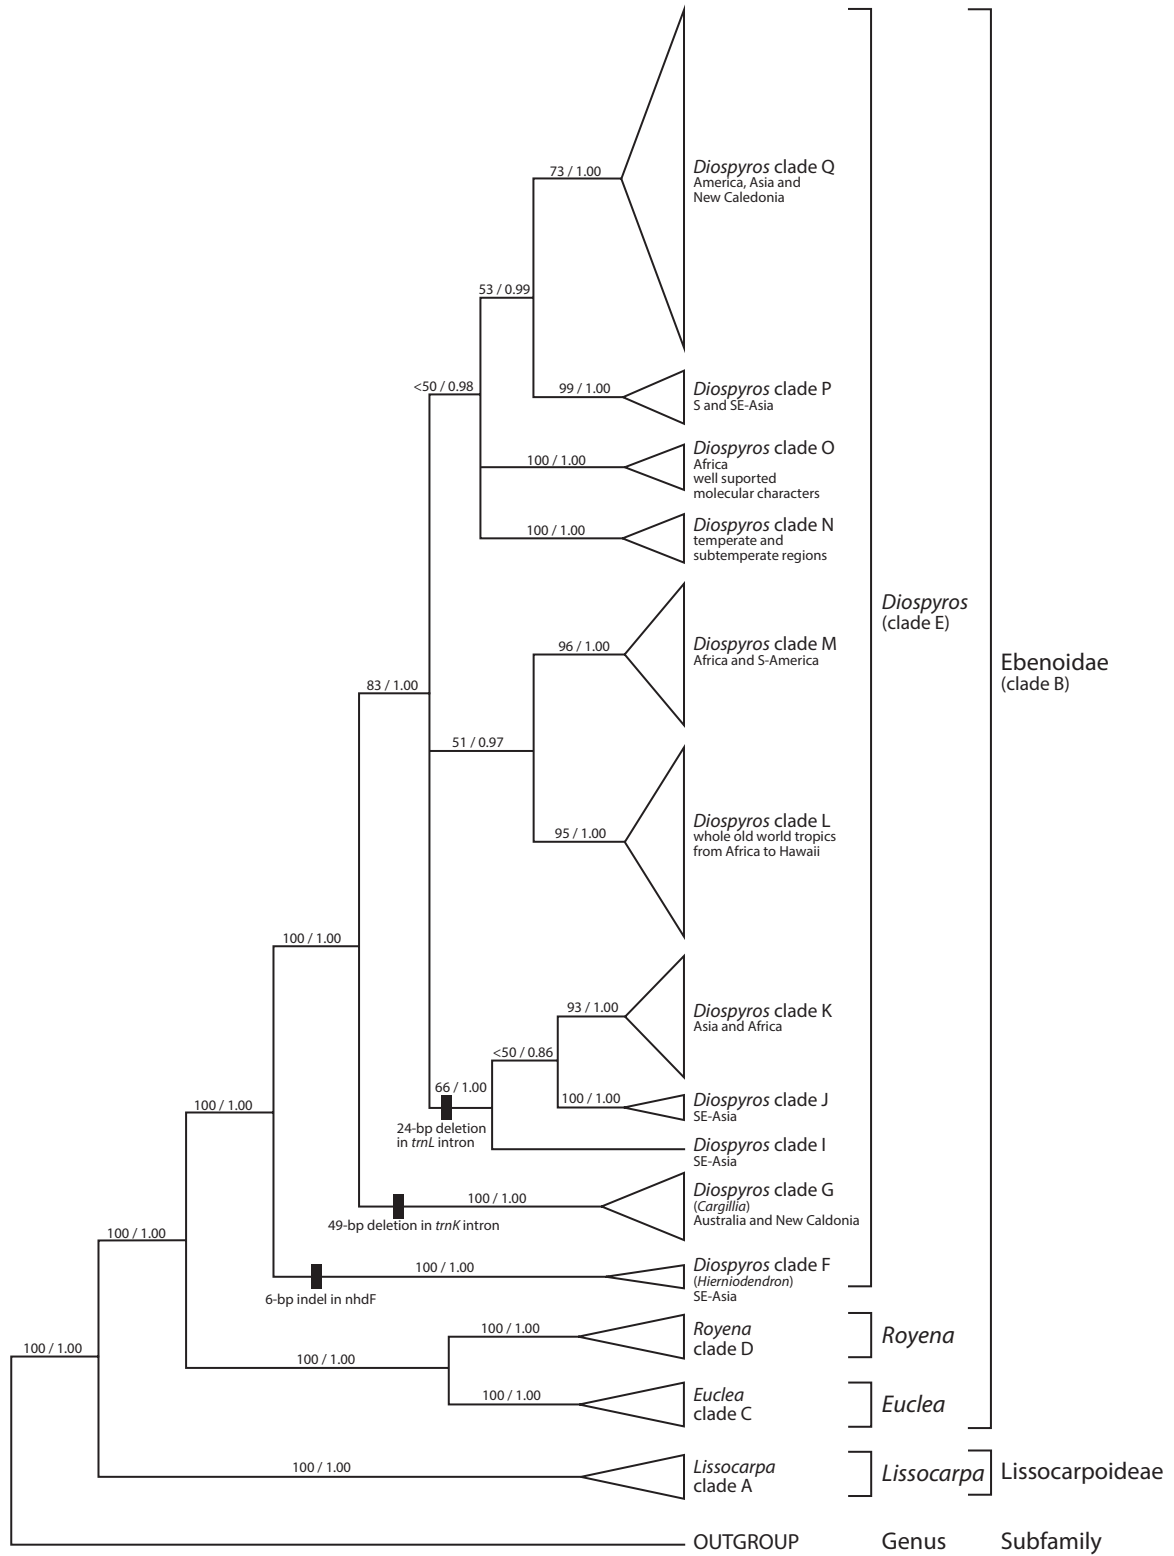 73 / 1.00
Diospyros clade Q
America, Asia and
New Caledonia
53 / 0.99
<50 / 0.98
99 / 1.00
Diospyros clade P
S and SE-Asia
100 / 1.00
Diospyros clade O
Africa
well suported
molecular characters
100 / 1.00
Diospyros clade N
temperate and
subtemperate regions
Diospyros
(clade E)
96 / 1.00
Diospyros clade M
Africa and S-America
Ebenoidae
(clade B)
83 / 1.00
51 / 0.97
95 / 1.00
Diospyros clade L
whole old world tropics
from Africa to Hawaii
100 / 1.00
93 / 1.00
Diospyros clade K
Asia and Africa
<50 / 0.86
66 / 1.00
24-bp deletion
in trnL intron
100 / 1.00
Diospyros clade J
SE-Asia
100 / 1.00
Diospyros clade I
SE-Asia
100 / 1.00
49-bp deletion in trnK intron
Diospyros clade G
(Cargillia)
Australia and New Caldonia
100 / 1.00
100 / 1.00
6-bp indel in nhdF
Diospyros clade F
(Hierniodendron)
SE-Asia
100 / 1.00
Royena
clade D
Royena
100 / 1.00
100 / 1.00
100 / 1.00
Euclea
clade C
Euclea
100 / 1.00
Lissocarpa
clade A
Lissocarpa
Lissocarpoideae
OUTGROUP
Genus
Subfamily